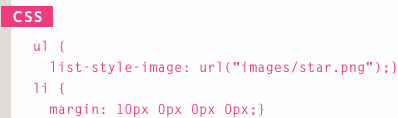 CSS
ul {
list-style-image: url("images/star.png");}
li {
margin: 10px 0px 0px 0px;}